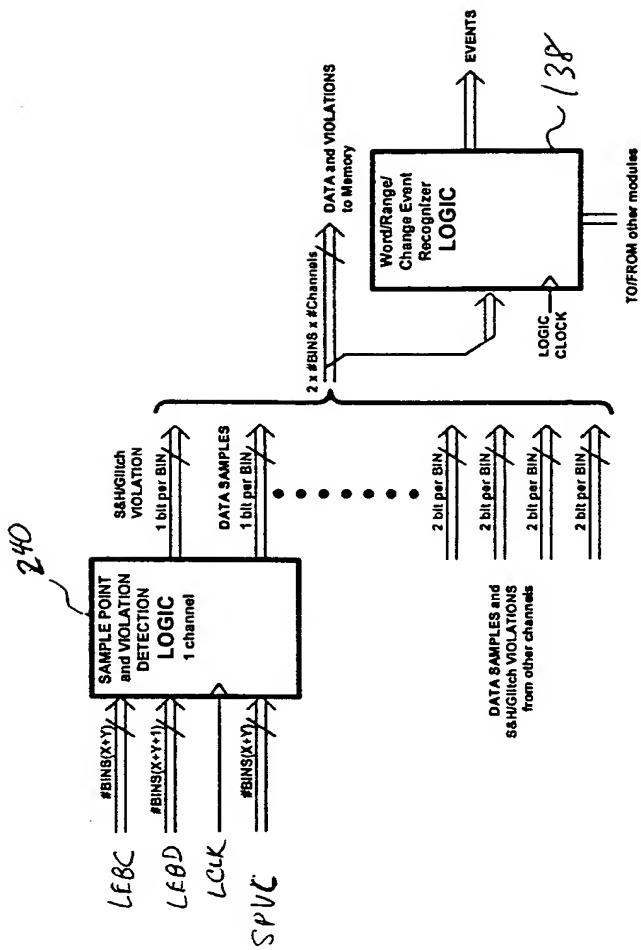 240
SAMPLE POINT
and VIOLATION
DETECTION
LOGIC
1 channel
#BINS(X+Y)
#BINS(X+Y+1)
#BINS(X+Y)
LEBC
LEBD
LCLK
SPVC
S&H/Glitch
VIOLATION
1 bit per BIN
DATA SAMPLES
1 bit per BIN
2 bit per BIN
2 bit per BIN
2 bit per BIN
2 bit per BIN
DATA SAMPLES and
S&H/Glitch VIOLATIONS
from other channels
2 x #BINS x #Channels
DATA and VIOLATIONS
to Memory
Word/Range/
Change Event
Recognizer
LOGIC
LOGIC
CLOCK
EVENTS
138
TO/FROM other modules